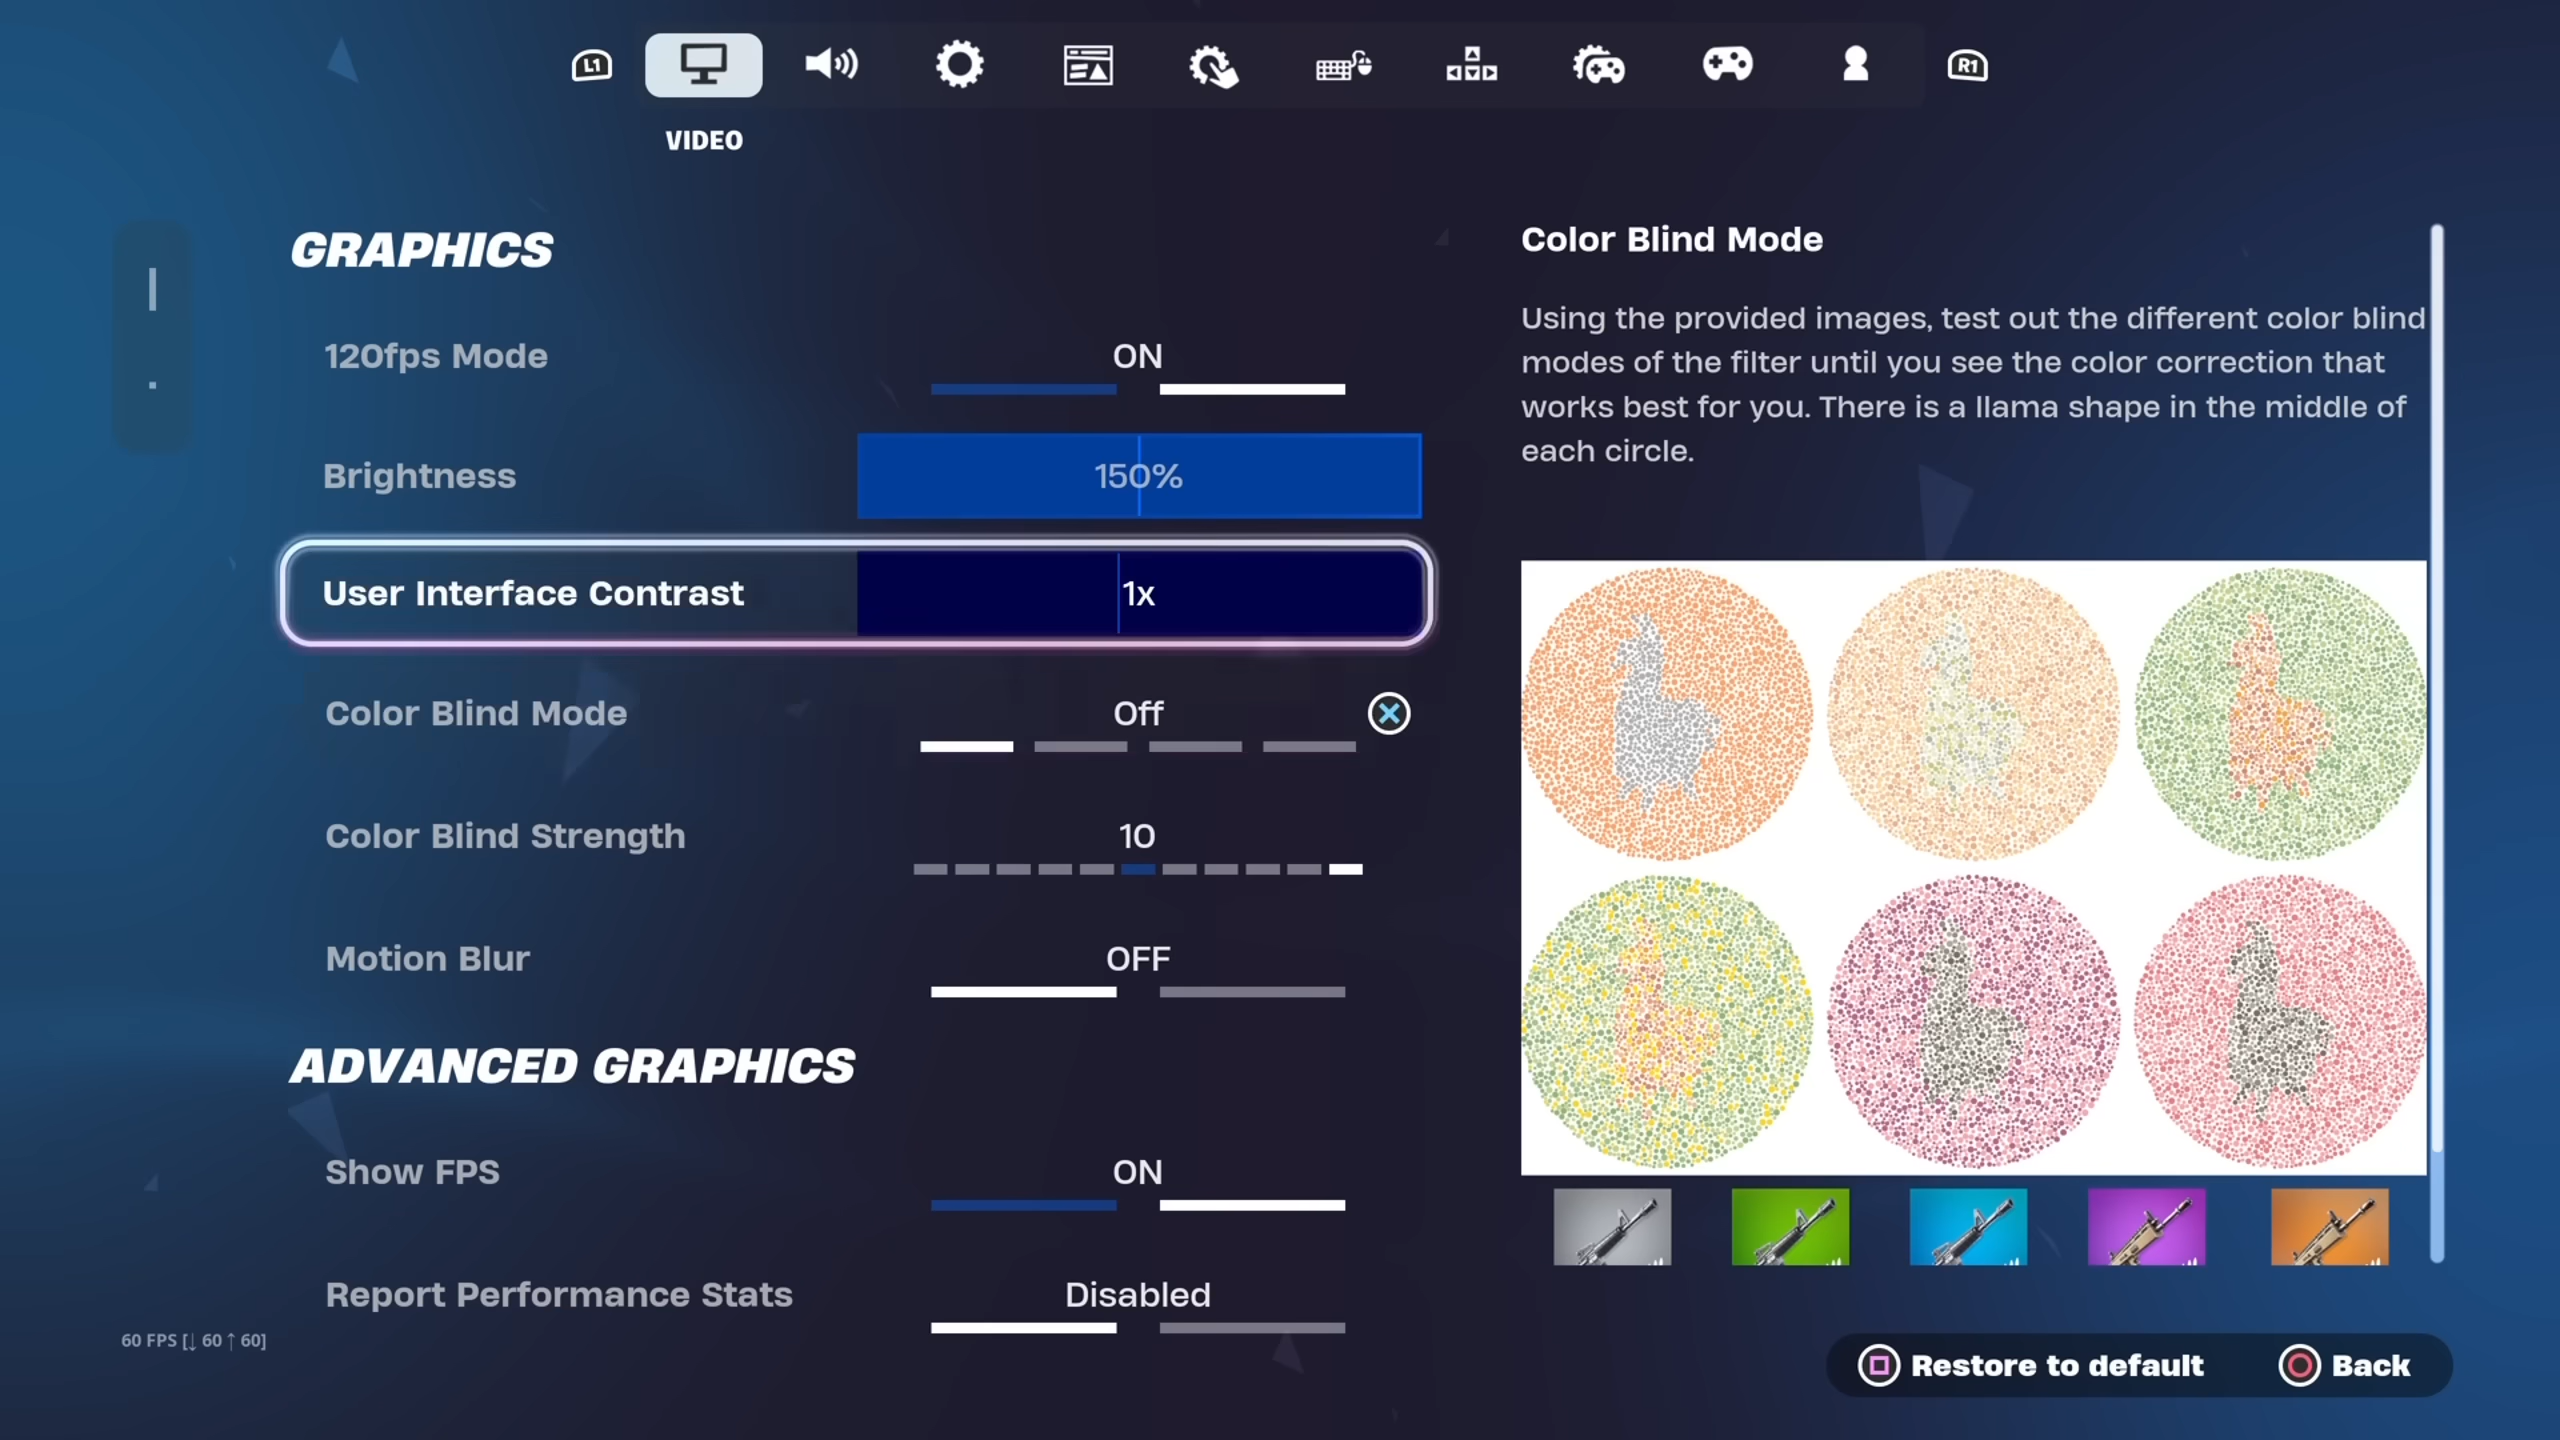 L1
R1
VIDEO
GRAPHICS
120fps Mode
ON
Brightness
150%
User Interface Contrast
1x
Color Blind Mode
Off
Color Blind Strength
10
Motion Blur
OFF
ADVANCED GRAPHICS
Show FPS
ON
Report Performance Stats
Disabled
Color Blind Mode
Using the provided images, test out the different color blind
modes of the filter until you see the color correction that
works best for you. There is a llama shape in the middle of
each circle.
60 FPS [↓ 60 ↑ 60]
Restore to default
Back